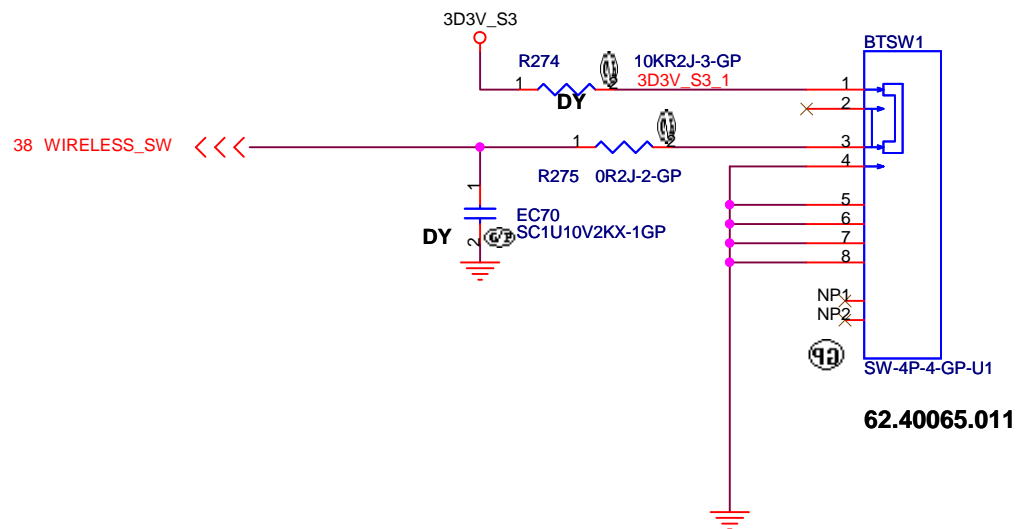 3D3V_S3
BTSW1
R274
10KR2J-3-GP
1
2
3D3V_S3_1
DY
1
2
38 WIRELESS_SW
1
2
3
4
R275
0R2J-2-GP
1
EC70
SC1U10V2KX-1GP
DY
2
G/P
5
6
7
8
NP1
NP2
GP
SW-4P-4-GP-U1
62.40065.011